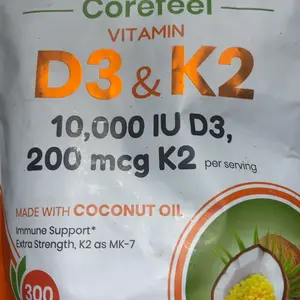 Corefeel
VITAMIN
D3 & K2
10,000 IU D3,
200 mcg K2 per serving
MADE WITH COCONUT OIL
Immune Support*
Extra Strength, K2 as MK-7
300